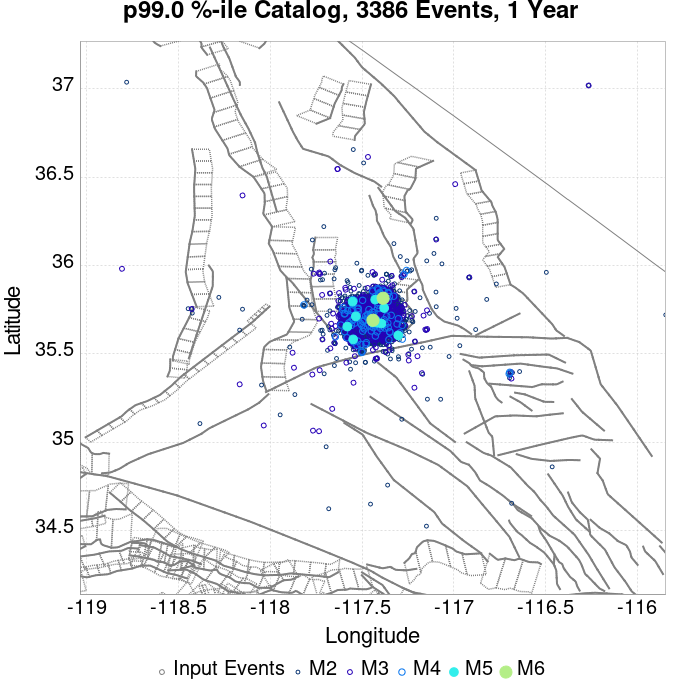 p99.0 %-ile Catalog, 3386 Events, 1 Year
37
36.5
36
35.5
35
34.5
Latitude
-119 -118.5 -118 -117.5 -117 -116.5 -116
Longitude
Input Events M2 M3 M4 M5 M6